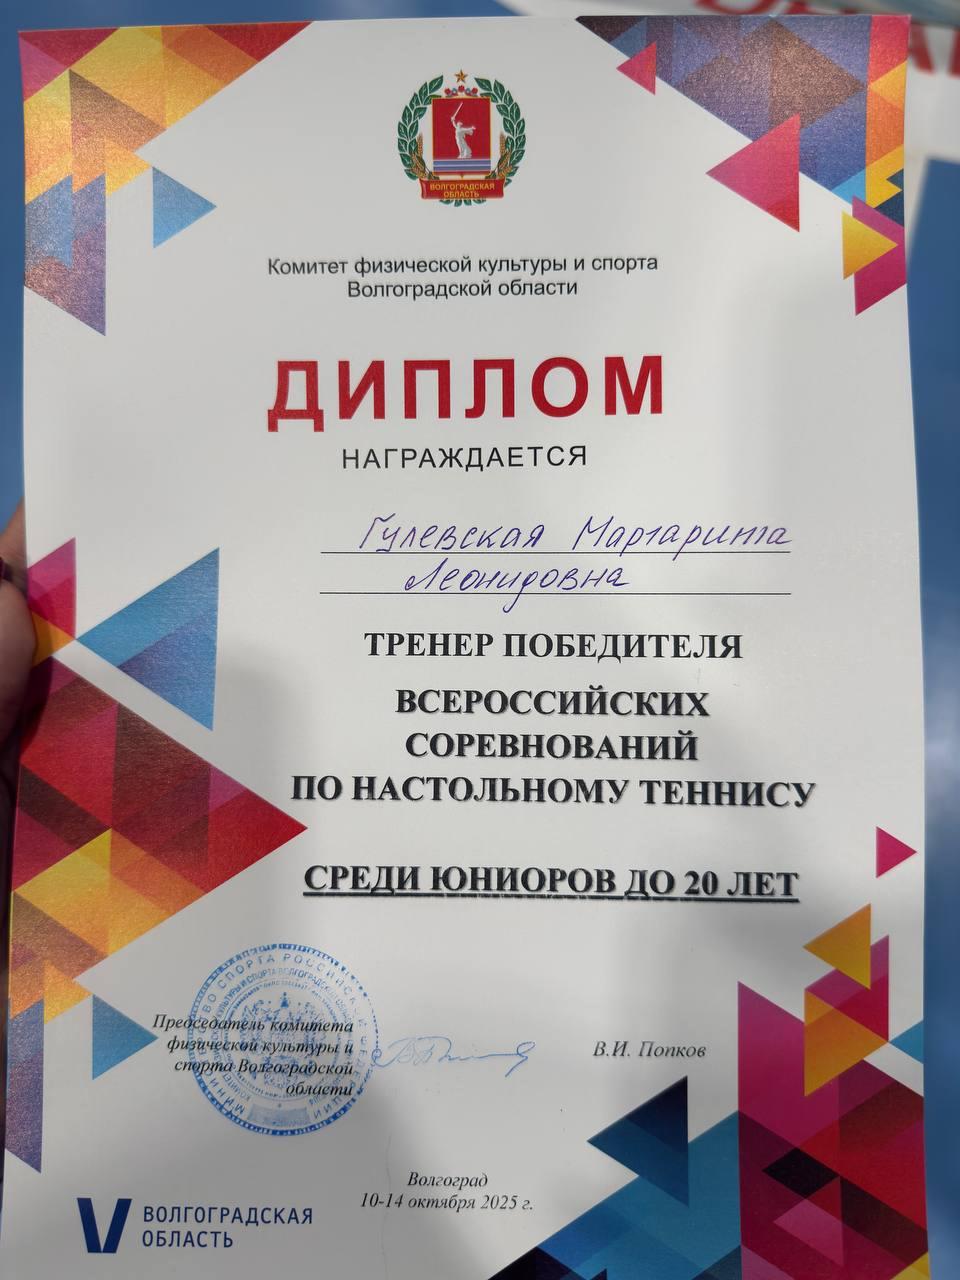 ВОЛГОГРАДСКАЯ
ОБЛАСТЬ
Комитет физической культуры и спорта
Волгоградской области
ДИПЛОМ
НАГРАЖДАЕТСЯ
Гулевская Маргарита
Леонидовна
ТРЕНЕР ПОБЕДИТЕЛЯ
ВСЕРОССИЙСКИХ
СОРЕВНОВАНИЙ
ПО НАСТОЛЬНОМУ ТЕННИСУ
СРЕДИ ЮНИОРОВ ДО 20 ЛЕТ
Председатель комитета
физической культуры и
спорта Волгоградской
области
В.И. Попков
Волгоград
10-14 октября 2025 г.
ВОЛГОГРАДСКАЯ
ОБЛАСТЬ